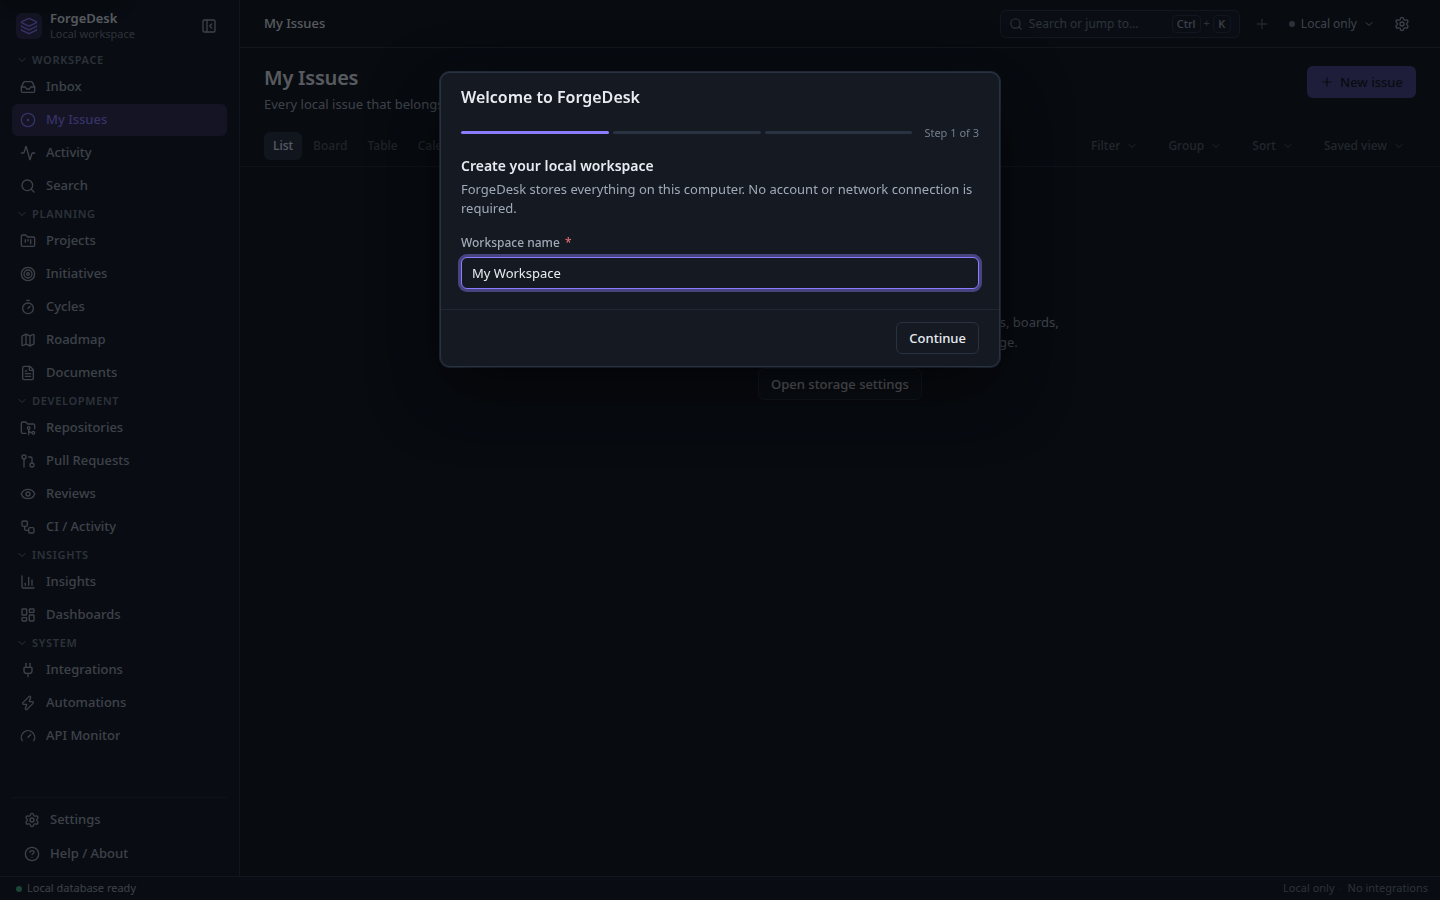 ForgeDesk
Local workspace
WORKSPACE
Inbox
My Issues
Activity
Search
PLANNING
Projects
Initiatives
Cycles
Roadmap
Documents
DEVELOPMENT
Repositories
Pull Requests
Reviews
CI / Activity
INSIGHTS
Insights
Dashboards
SYSTEM
Integrations
Automations
API Monitor
Settings
Help / About
My Issues
Search or jump to... Ctrl + K
Local only
My Issues
Every local issue that belongs
New issue
List Board Table
Filter Group Sort Saved view
Welcome to ForgeDesk
Step 1 of 3
Create your local workspace
ForgeDesk stores everything on this computer. No account or network connection is
required.
Workspace name *
My Workspace
Continue
boards,
Open storage settings
Local database ready
Local only No integrations